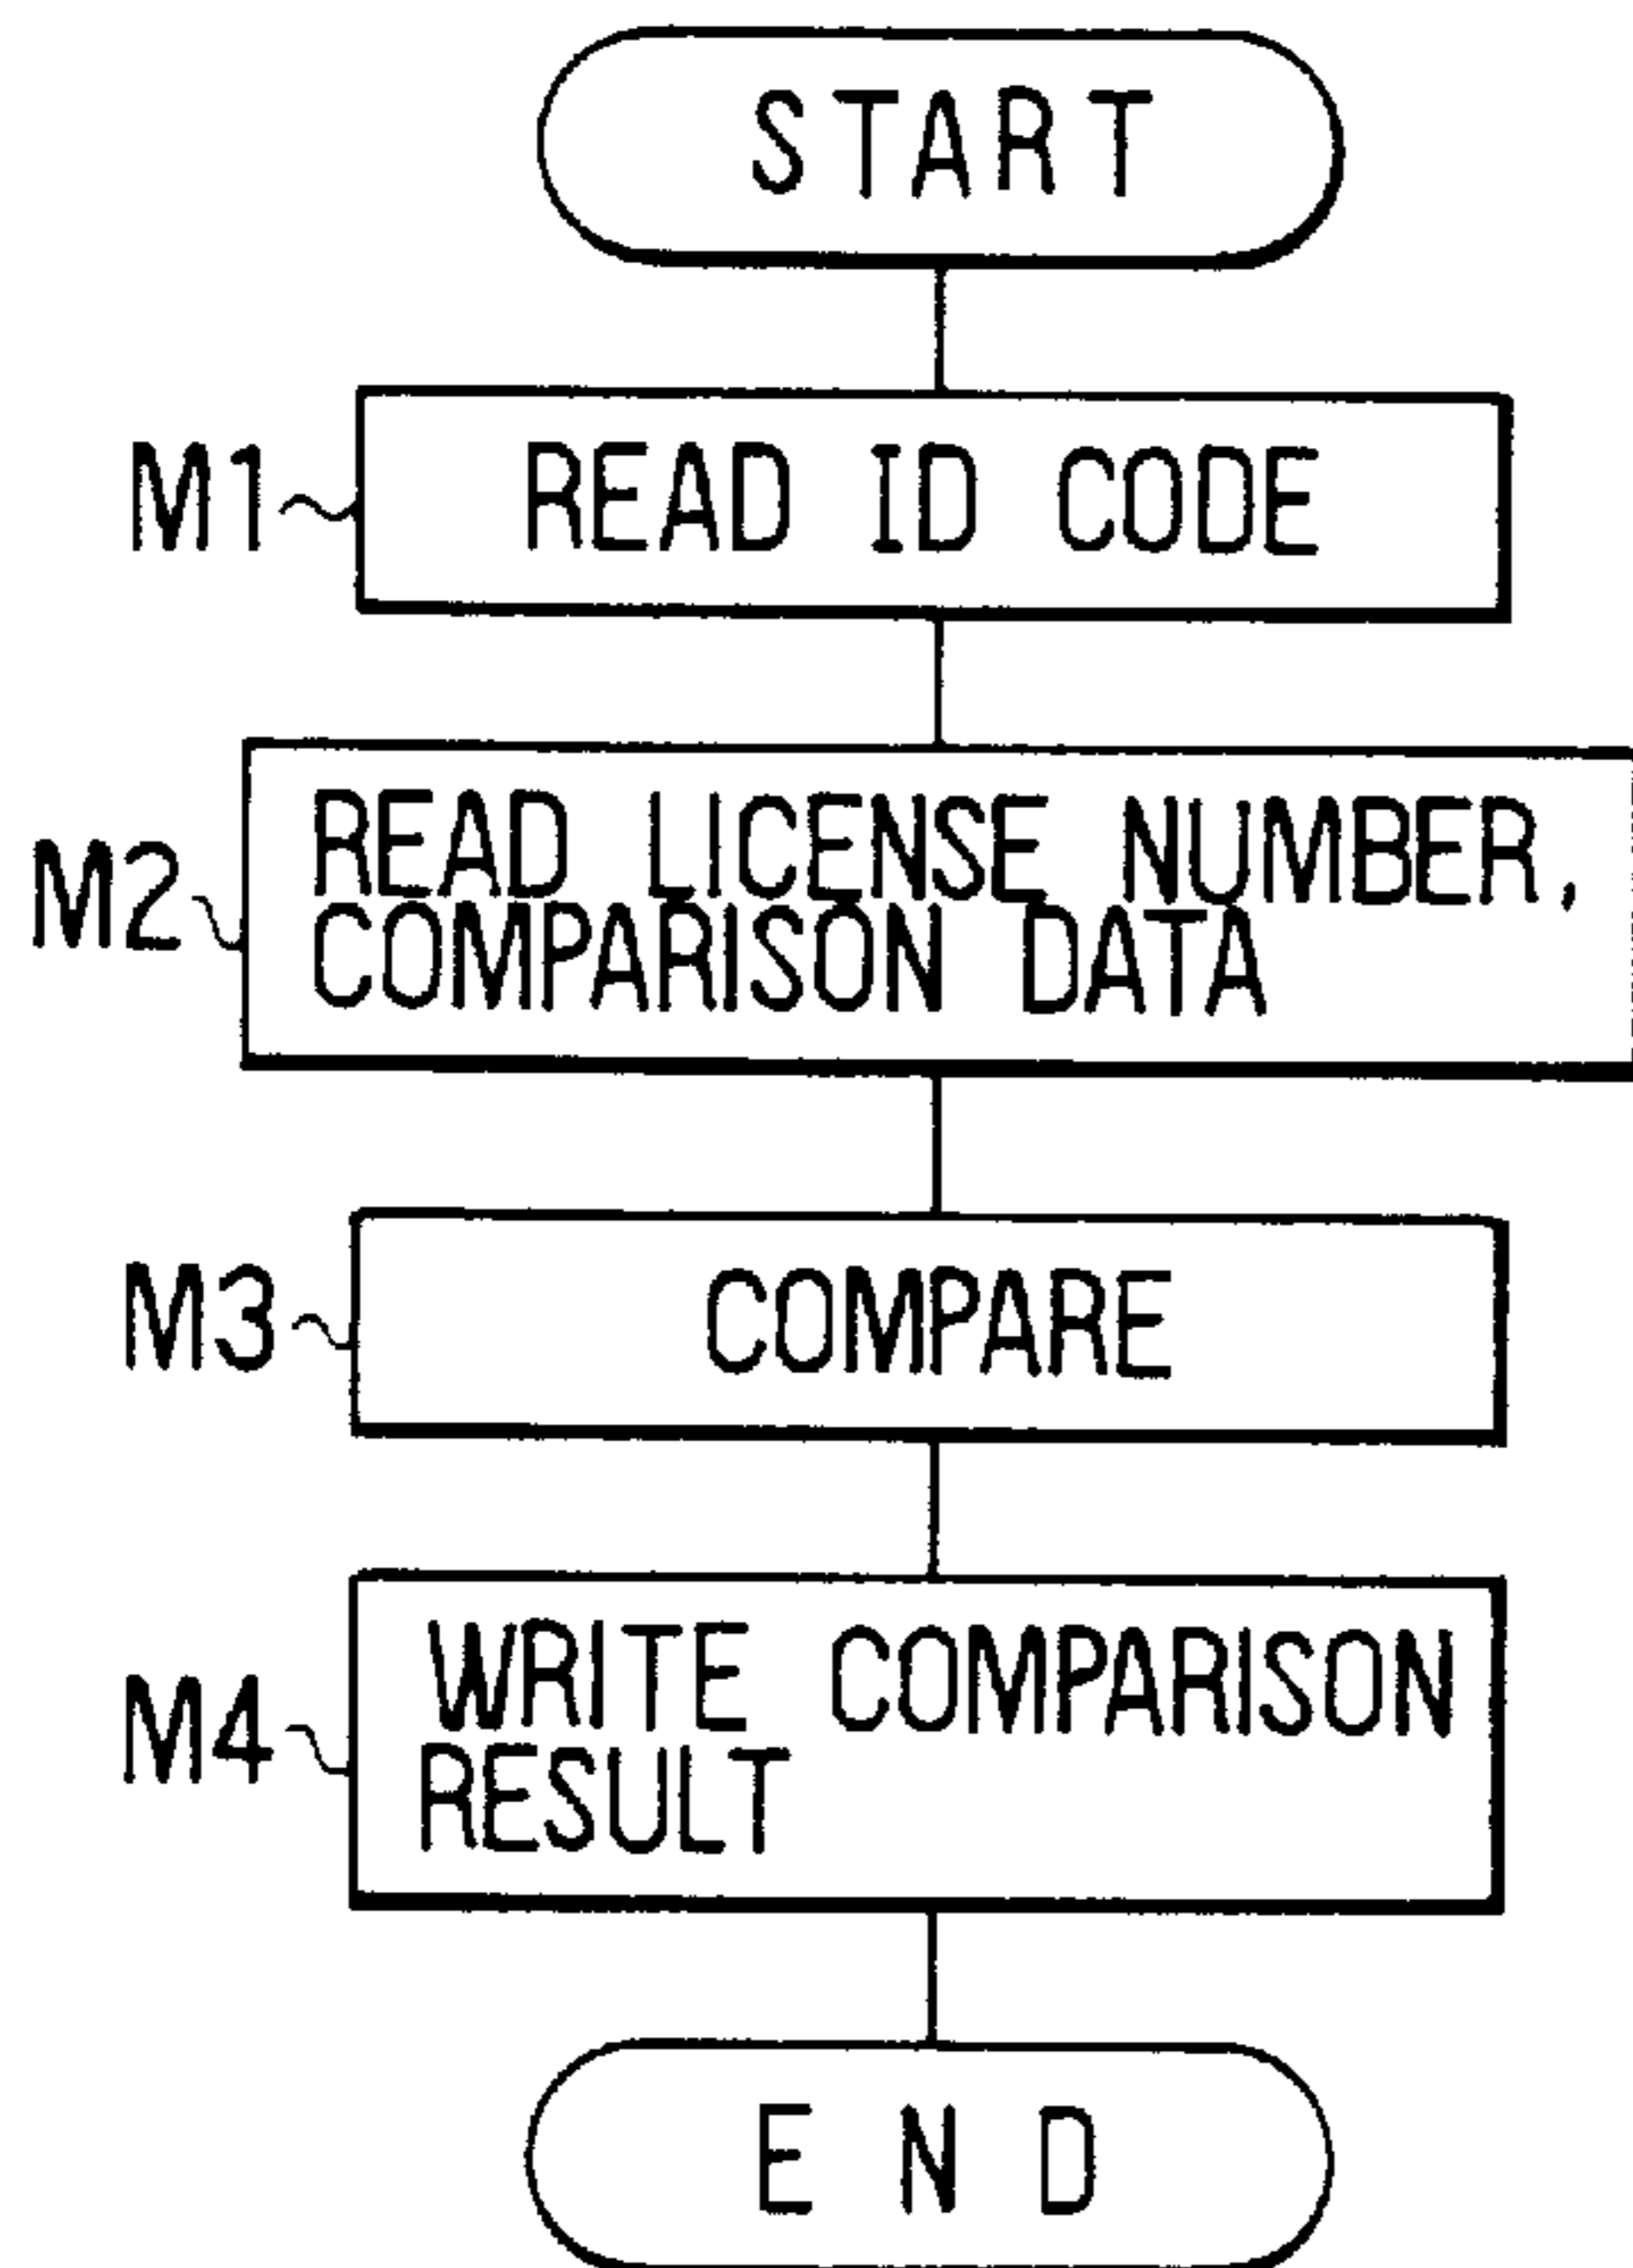 START
M1
READ ID CODE
M2
READ LICENSE NUMBER,
COMPARISON DATA
M3
COMPARE
M4
WRITE COMPARISON
RESULT
END